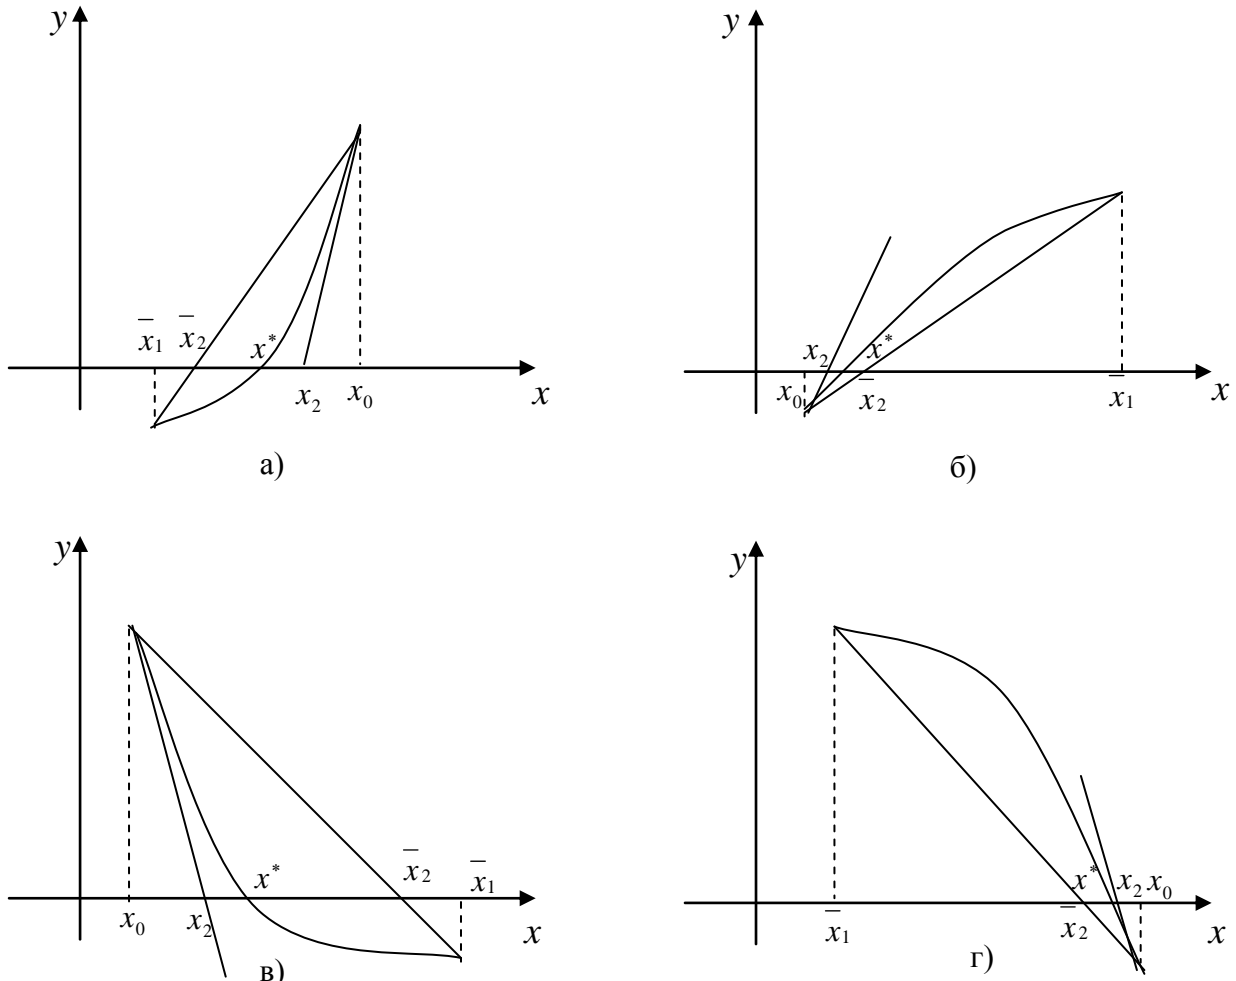 y
x̄₁ x̄₂ x*
x₂ x₀ x
а)
y
x₂ x*
x₀ x̄₂ x̄₁ x
б)
y
x* x̄₂ x̄₁
x₀ x₂ x
в)
y
x* x₂ x₀
x̄₁ x̄₂ x
г)